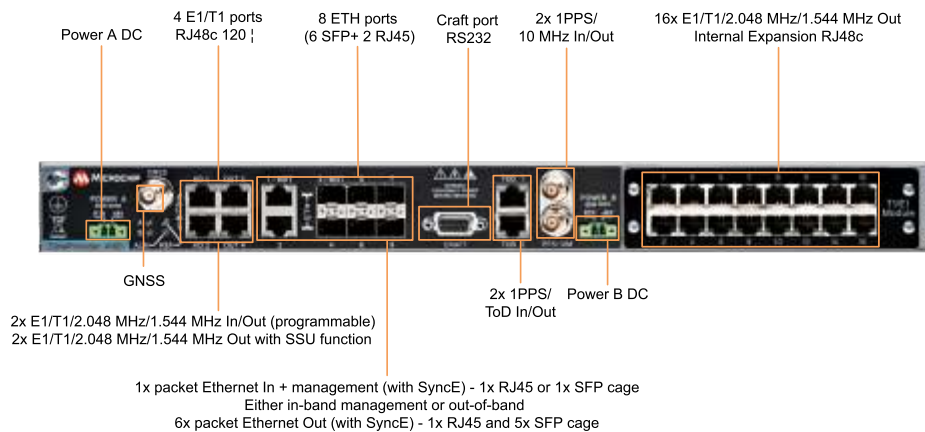 Power A DC
4 E1/T1 ports
RJ48c 120 ¦
8 ETH ports
(6 SFP+ 2 RJ45)
Craft port
RS232
2x 1PPS/
10 MHz In/Out
16x E1/T1/2.048 MHz/1.544 MHz Out
Internal Expansion RJ48c
MICROCHIP
CRAFT
GNSS
2x 1PPS/
ToD In/Out
Power B DC
2x E1/T1/2.048 MHz/1.544 MHz In/Out (programmable)
2x E1/T1/2.048 MHz/1.544 MHz Out with SSU function
1x packet Ethernet In + management (with SyncE) - 1x RJ45 or 1x SFP cage
Either in-band management or out-of-band
6x packet Ethernet Out (with SyncE) - 1x RJ45 and 5x SFP cage